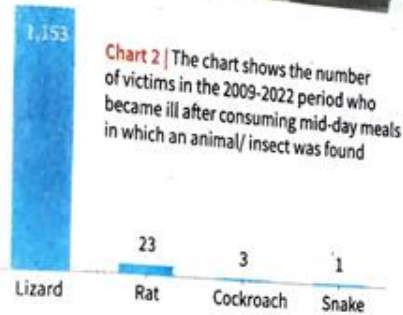 1,153
Chart 2 | The chart shows the number
of victims in the 2009-2022 period who
became ill after consuming mid-day meals
in which an animal/ insect was found
23
3
1
Lizard
Rat
Cockroach
Snake